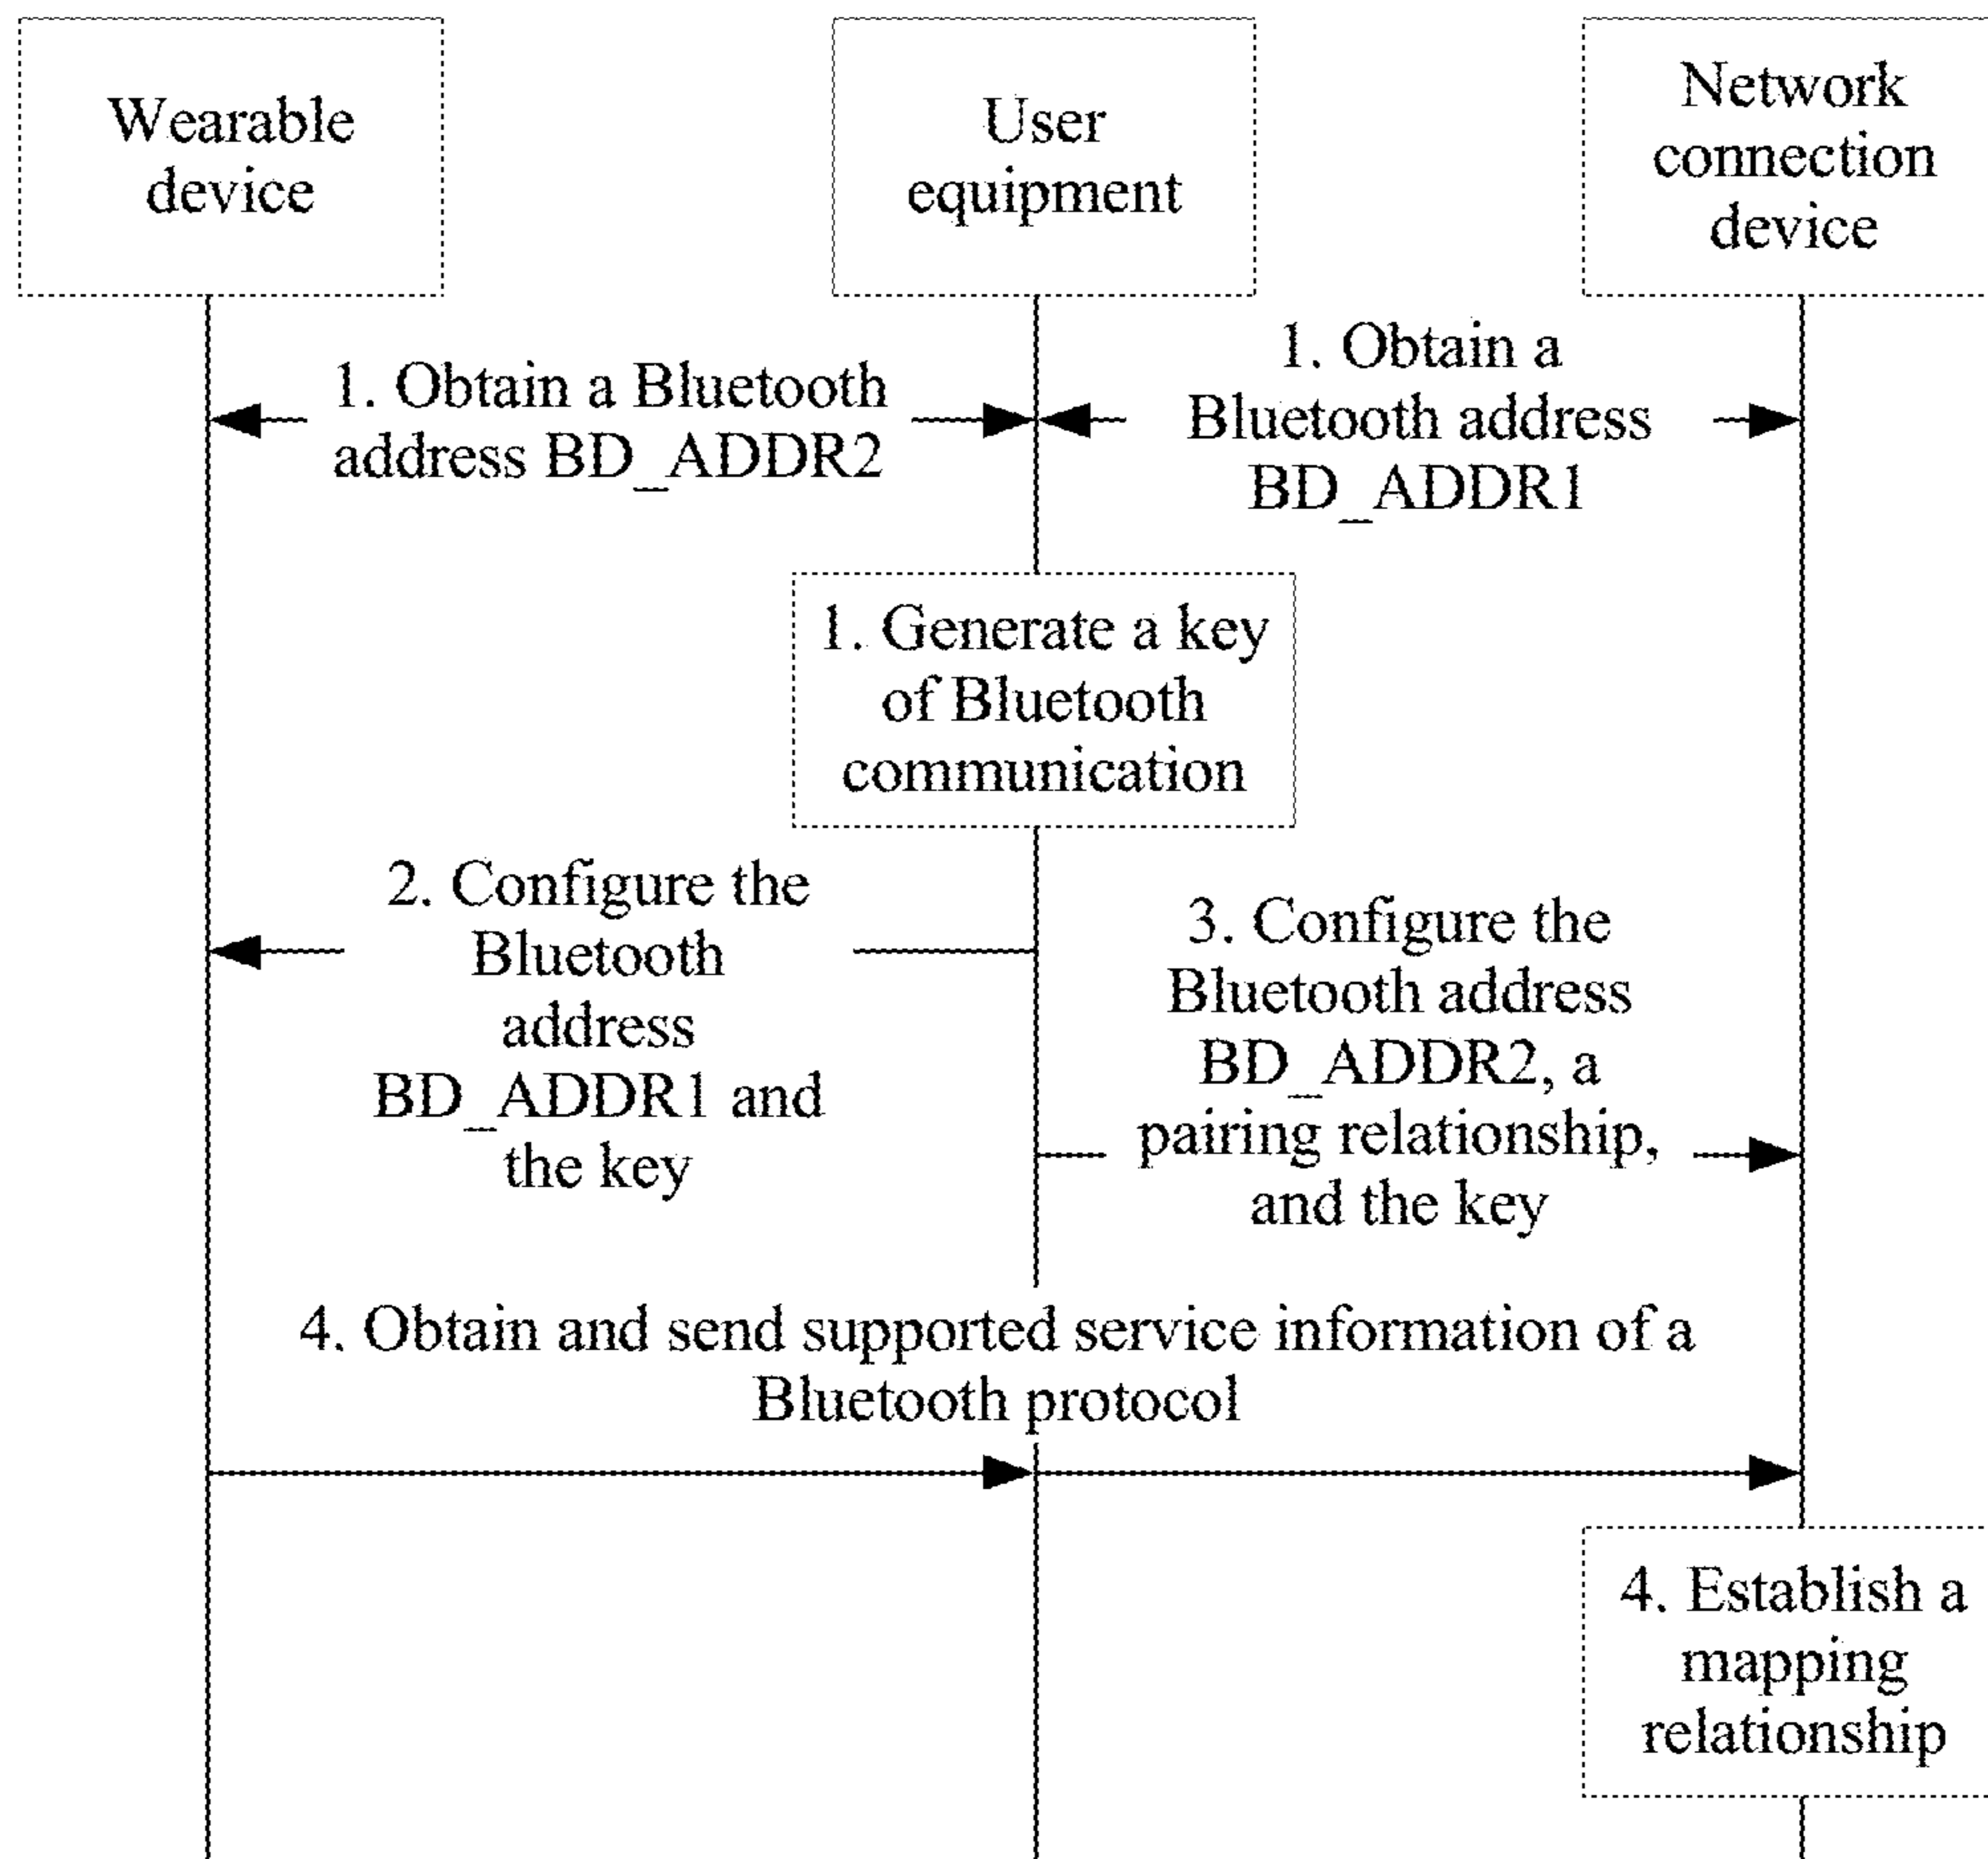 Wearable
device
User
equipment
Network
connection
device
1. Obtain a Bluetooth
address BD_ADDR2
1. Obtain a
Bluetooth address
BD_ADDR1
1. Generate a key
of Bluetooth
communication
2. Configure the
Bluetooth
address
BD_ADDR1 and
the key
3. Configure the
Bluetooth address
BD_ADDR2, a
pairing relationship,
and the key
4. Obtain and send supported service information of a
Bluetooth protocol
4. Establish a
mapping
relationship